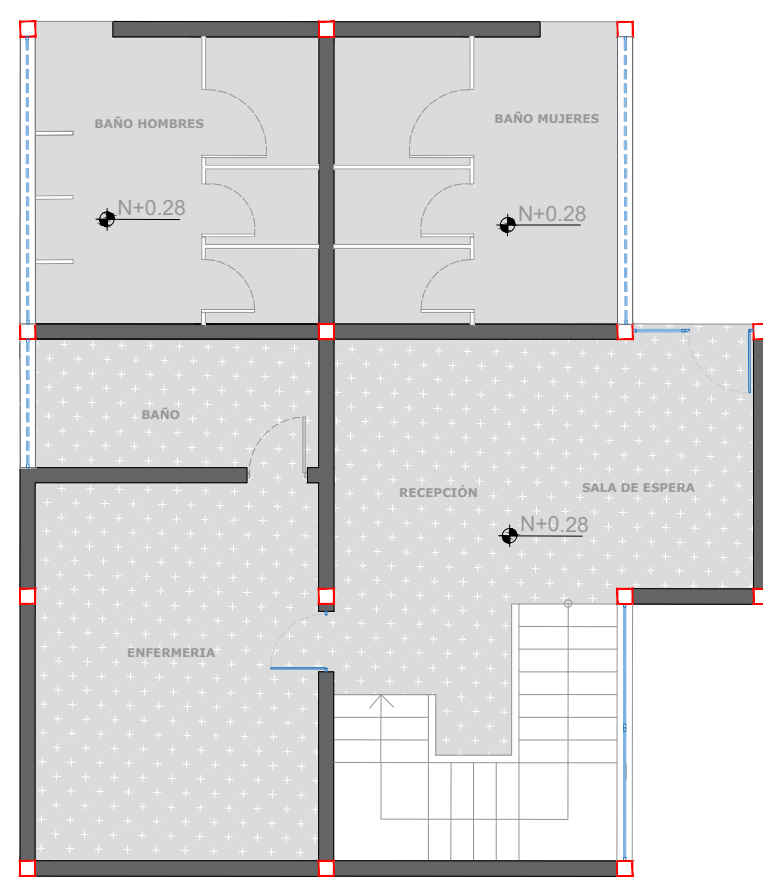 BAÑO HOMBRES
BAÑO MUJERES
N+0.28
N+0.28
BAÑO
RECEPCIÓN
SALA DE ESPERA
N+0.28
ENFERMERIA